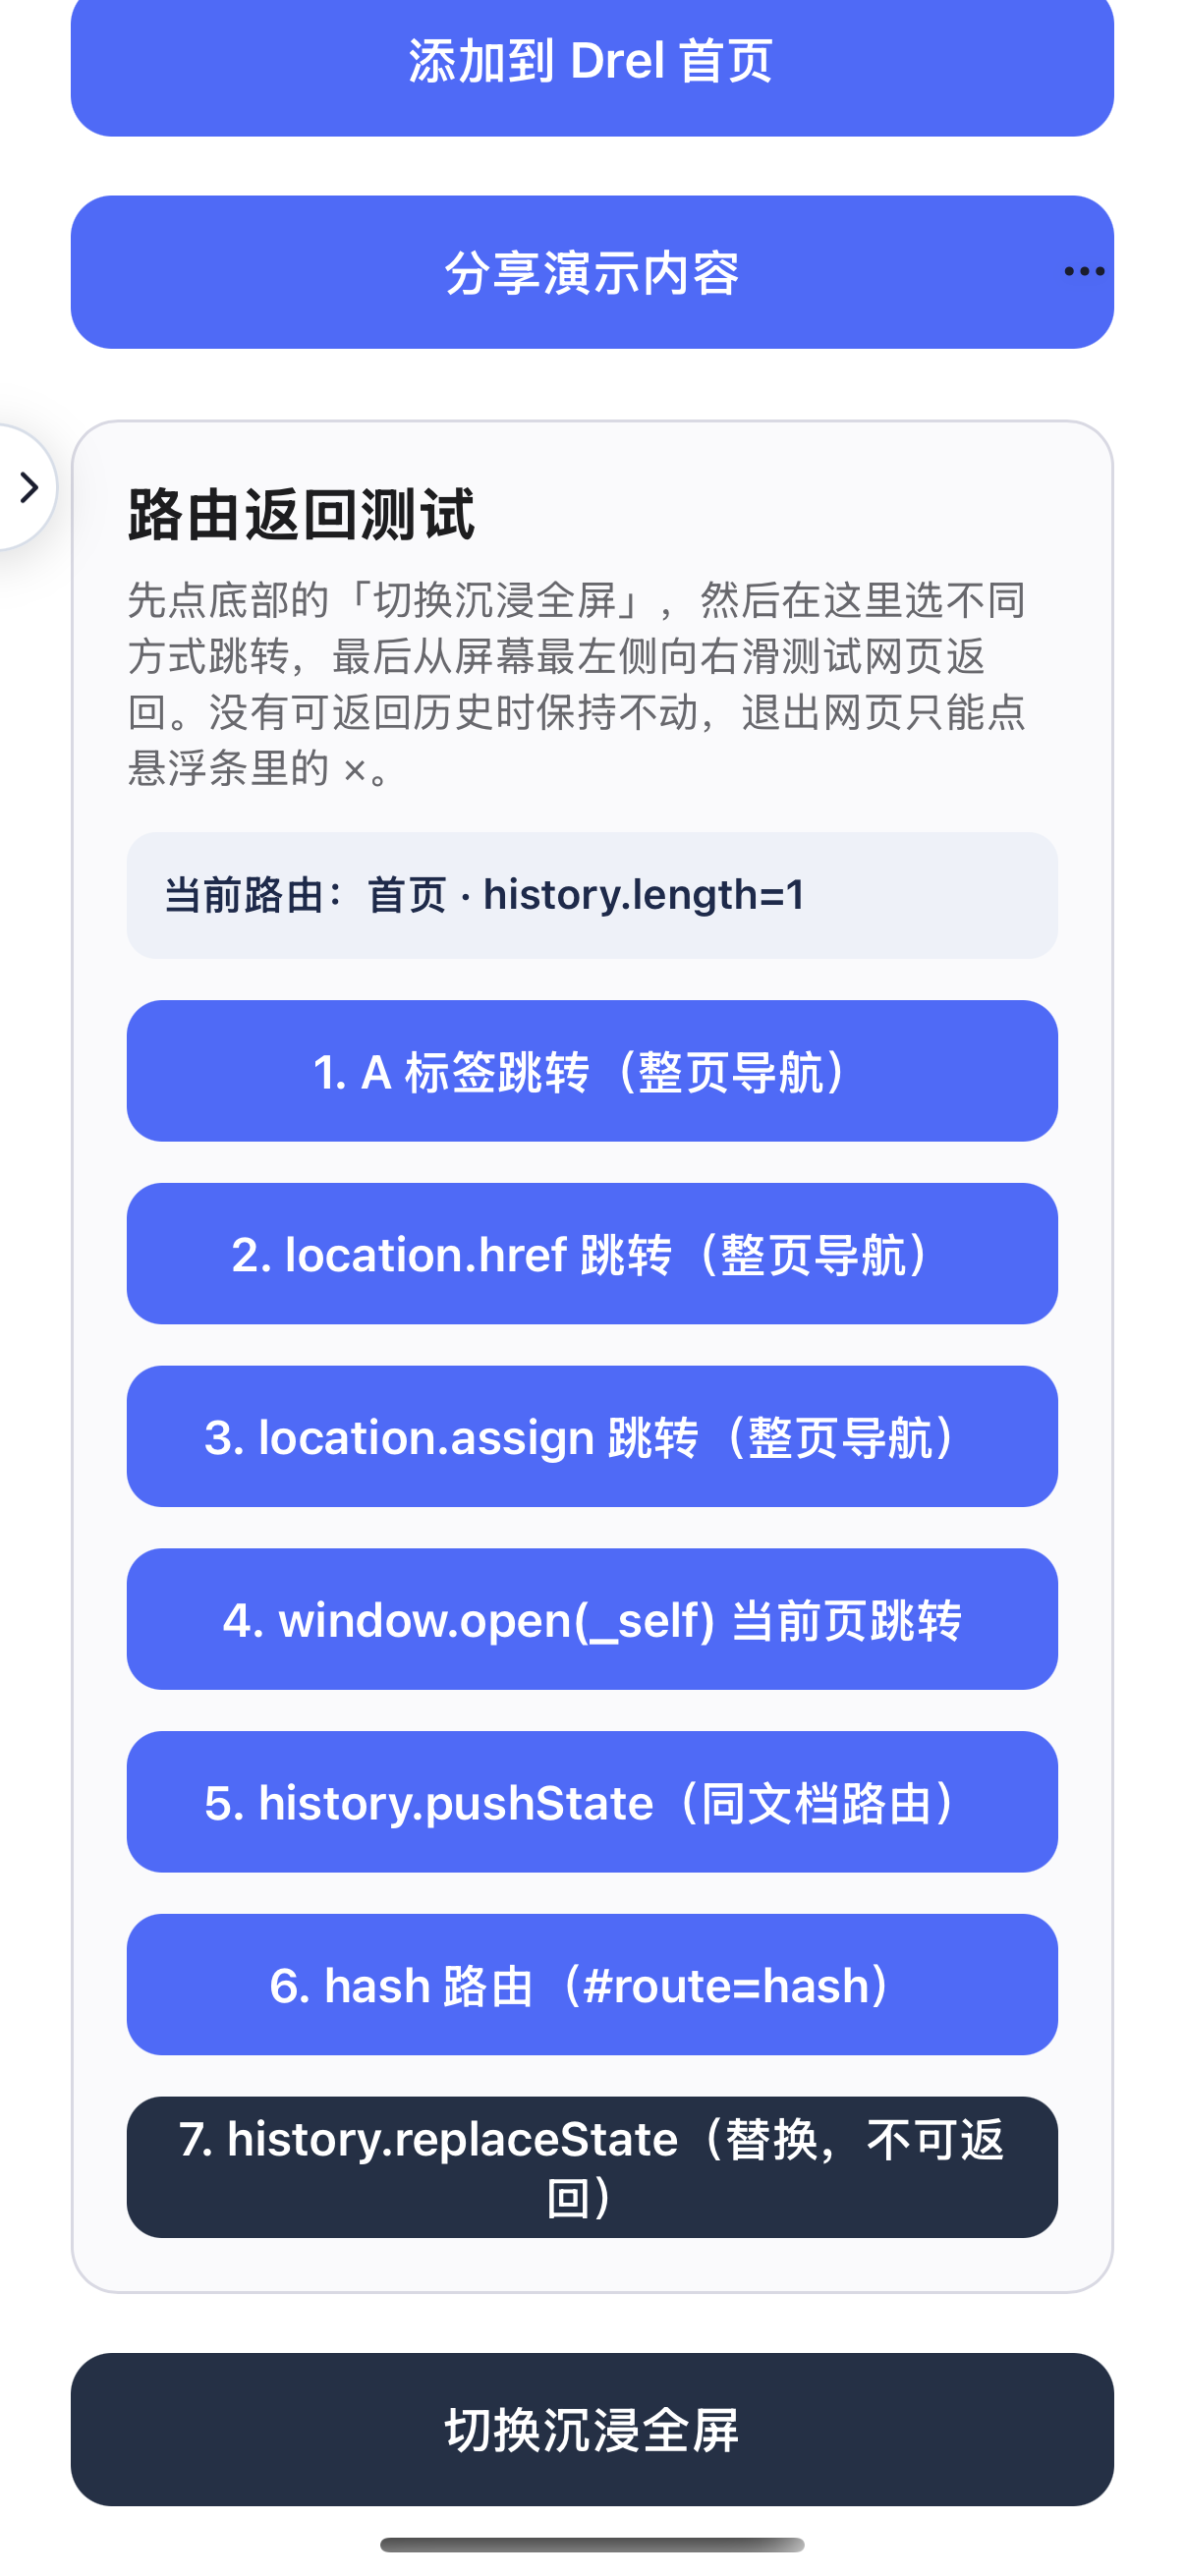 添加到 Drel 首页
分享演示内容
路由返回测试
先点底部的「切换沉浸全屏」，然后在这里选不同
方式跳转，最后从屏幕最左侧向右滑测试网页返
回。没有可返回历史时保持不动，退出网页只能点
悬浮条里的 ×。
当前路由：首页 · history.length=1
1. A 标签跳转（整页导航）
2. location.href 跳转（整页导航）
3. location.assign 跳转（整页导航）
4. window.open(_self) 当前页跳转
5. history.pushState（同文档路由）
6. hash 路由（#route=hash）
7. history.replaceState（替换，不可返
回）
切换沉浸全屏